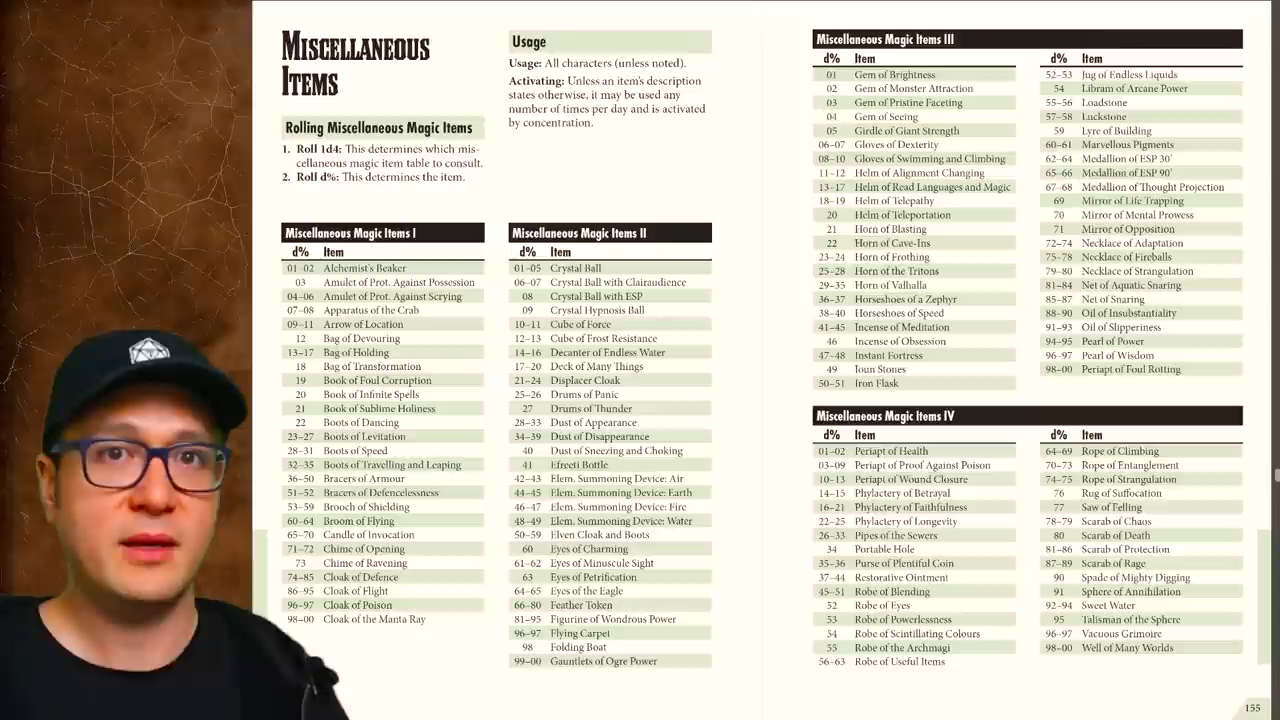 Miscellaneous
Items
Rolling Miscellaneous Magic Items
1. Roll 1d4: This determines which mis-
cellaneous magic item table to consult.
2. Roll d%: This determines the item.
Usage
Usage: All characters (unless noted).
Activating: Unless an item's description
states otherwise, it may be used any
number of times per day and is activated
by concentration.
Miscellaneous Magic Items I
d% Item
01–02 Alchemist's Beaker
03 Amulet of Prot. Against Possession
04–06 Amulet of Prot. Against Scrying
07–08 Apparatus of the Crab
09–11 Arrow of Location
12 Bag of Devouring
13–17 Bag of Holding
18 Bag of Transformation
19 Book of Foul Corruption
20 Book of Infinite Spells
21 Book of Sublime Holiness
22 Boots of Dancing
23–27 Boots of Levitation
28–31 Boots of Speed
32–35 Boots of Travelling and Leaping
36–50 Bracers of Armour
51–52 Bracers of Defencelessness
53–59 Brooch of Shielding
60–64 Broom of Flying
65–70 Candle of Invocation
71–72 Chime of Opening
73 Chime of Ravening
74–85 Cloak of Defence
86–95 Cloak of Flight
96–97 Cloak of Poison
98–00 Cloak of the Manta Ray
Miscellaneous Magic Items II
d% Item
01–05 Crystal Ball
06–07 Crystal Ball with Clairaudience
08 Crystal Ball with ESP
09 Crystal Hypnosis Ball
10–11 Cube of Force
12–13 Cube of Frost Resistance
14–16 Decanter of Endless Water
17–20 Deck of Many Things
21–24 Displacer Cloak
25–26 Drums of Panic
27 Drums of Thunder
28–33 Dust of Appearance
34–39 Dust of Disappearance
40 Dust of Sneezing and Choking
41 Efreeti Bottle
42–43 Elem. Summoning Device: Air
44–45 Elem. Summoning Device: Earth
46–47 Elem. Summoning Device: Fire
48–49 Elem. Summoning Device: Water
50–59 Elven Cloak and Boots
60 Eyes of Charming
61–62 Eyes of Minuscule Sight
63 Eyes of Petrification
64–65 Eyes of the Eagle
66–80 Feather Token
81–95 Figurine of Wondrous Power
96–97 Flying Carpet
98 Folding Boat
99–00 Gauntlets of Ogre Power
Miscellaneous Magic Items III
d% Item
01 Gem of Brightness
02 Gem of Monster Attraction
03 Gem of Pristine Faceting
04 Gem of Seeing
05 Girdle of Giant Strength
06–07 Gloves of Dexterity
08–10 Gloves of Swimming and Climbing
11–12 Helm of Alignment Changing
13–17 Helm of Read Languages and Magic
18–19 Helm of Telepathy
20 Helm of Teleportation
21 Horn of Blasting
22 Horn of Cave-Ins
23–24 Horn of Frothing
25–28 Horn of the Tritons
29–35 Horn of Valhalla
36–37 Horseshoes of a Zephyr
38–40 Horseshoes of Speed
41–45 Incense of Meditation
46 Incense of Obsession
47–48 Instant Fortress
49 Ioun Stones
50–51 Iron Flask
d% Item
52–53 Jug of Endless Liquids
54 Libram of Arcane Power
55–56 Loadstone
57–58 Luckstone
59 Lyre of Building
60–61 Marvellous Pigments
62–64 Medallion of ESP 30'
65–66 Medallion of ESP 90'
67–68 Medallion of Thought Projection
69 Mirror of Life Trapping
70 Mirror of Mental Prowess
71 Mirror of Opposition
72–74 Necklace of Adaptation
75–78 Necklace of Fireballs
79–80 Necklace of Strangulation
81–84 Net of Aquatic Snaring
85–87 Net of Snaring
88–90 Oil of Insubstantiality
91–93 Oil of Slipperiness
94–95 Pearl of Power
96–97 Pearl of Wisdom
98–00 Periapt of Foul Rotting
Miscellaneous Magic Items IV
d% Item
01–02 Periapt of Health
03–09 Periapt of Proof Against Poison
10–13 Periapt of Wound Closure
14–15 Phylactery of Betrayal
16–21 Phylactery of Faithfulness
22–25 Phylactery of Longevity
26–33 Pipes of the Sewers
34 Portable Hole
35–36 Purse of Plentiful Coin
37–44 Restorative Ointment
45–51 Robe of Blending
52 Robe of Eyes
53 Robe of Powerlessness
54 Robe of Scintillating Colours
55 Robe of the Archmagi
56–63 Robe of Useful Items
d% Item
64–69 Rope of Climbing
70–73 Rope of Entanglement
74–75 Rope of Strangulation
76 Rug of Suffocation
77 Saw of Felling
78–79 Scarab of Chaos
80 Scarab of Death
81–86 Scarab of Protection
87–89 Scarab of Rage
90 Spade of Mighty Digging
91 Sphere of Annihilation
92–94 Sweet Water
95 Talisman of the Sphere
96–97 Vacuous Grimoire
98–00 Well of Many Worlds
155